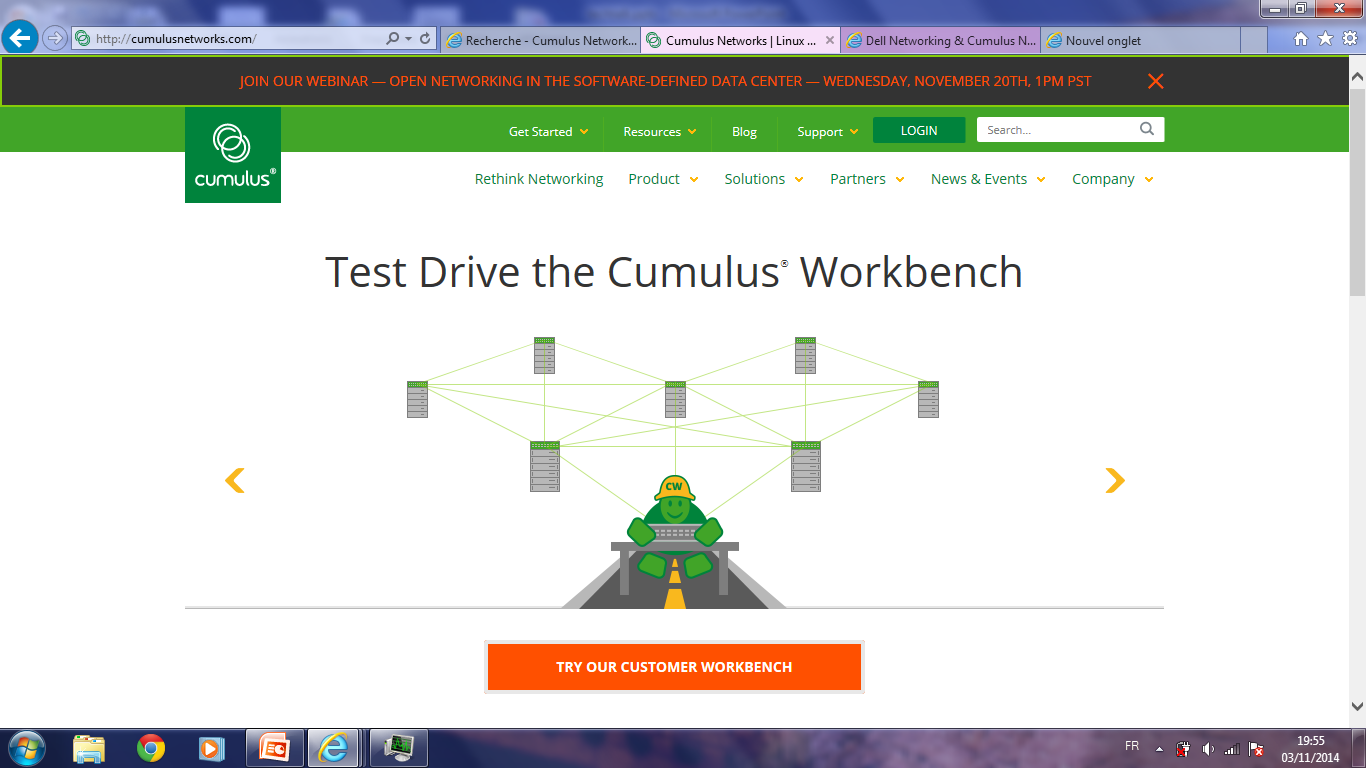 http://cumulusnetworks.com/
Recherche - Cumulus Network...
Cumulus Networks | Linux ...
Dell Networking & Cumulus N...
Nouvel onglet
JOIN OUR WEBINAR — OPEN NETWORKING IN THE SOFTWARE-DEFINED DATA CENTER — WEDNESDAY, NOVEMBER 20TH, 1PM PST
Get Started
Resources
Blog
Support
LOGIN
Search...
cumulus®
Rethink Networking
Product
Solutions
Partners
News & Events
Company
Test Drive the Cumulus® Workbench
CW
TRY OUR CUSTOMER WORKBENCH
FR
19:55
03/11/2014